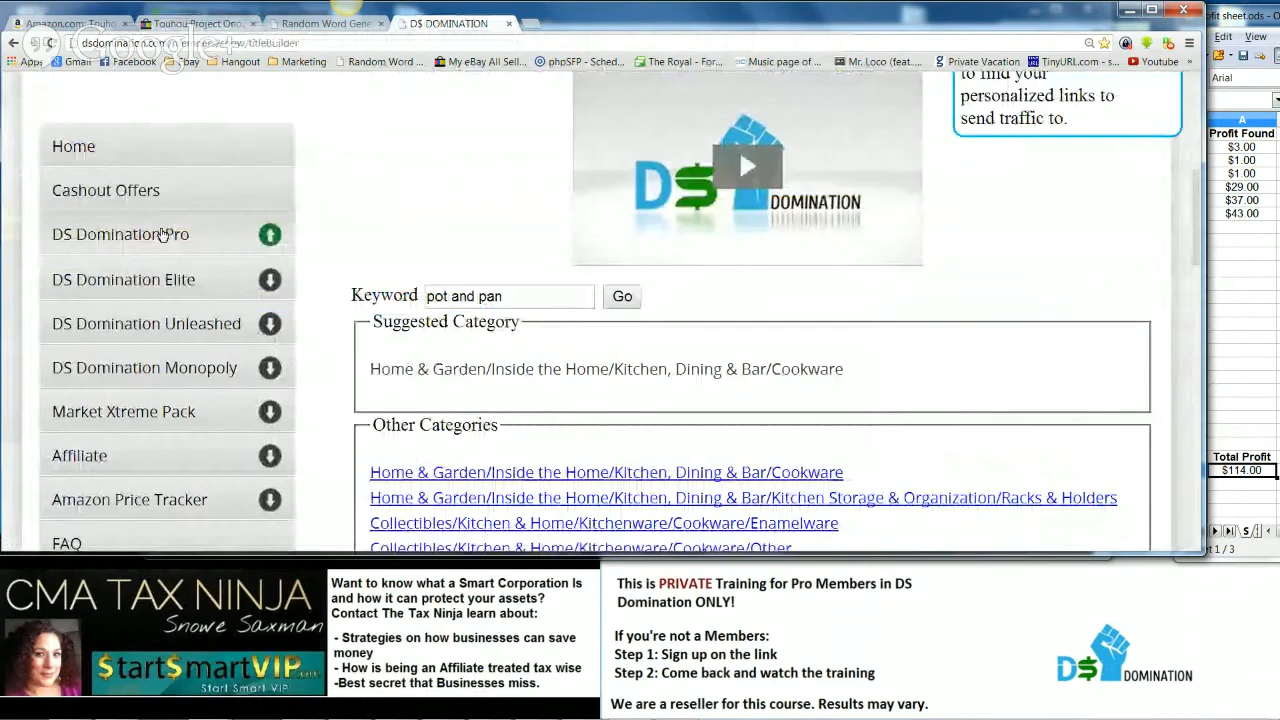 Amazon.com: Touho
Touhou Project On
Random Word Gene
D$ DOMINATION
Google+
Apps
Gmail
Facebook
Hangout
Marketing
Random Word ...
My eBay All Sell...
phpSFP - Sched...
The Royal - For...
Music page of ...
Mr. Loco (feat....
Private Vacation
TinyURL.com - s...
Youtube
ofit sheet.ods - O
Edit View
Arial
A
Profit Found
$3.00
$1.00
$1.00
$29.00
$37.00
$43.00
Total Profit
$114.00
1 / 3
to find your
personalized links to
send traffic to.
D$ DOMINATION
Home
Cashout Offers
DS Domination Pro
DS Domination Elite
DS Domination Unleashed
DS Domination Monopoly
Market Xtreme Pack
Affiliate
Amazon Price Tracker
FAQ
Keyword pot and pan Go
Suggested Category
Home & Garden/Inside the Home/Kitchen, Dining & Bar/Cookware
Other Categories
Home & Garden/Inside the Home/Kitchen, Dining & Bar/Cookware
Home & Garden/Inside the Home/Kitchen, Dining & Bar/Kitchen Storage & Organization/Racks & Holders
Collectibles/Kitchen & Home/Kitchenware/Cookware/Enamelware
Collectibles/Kitchen & Home/Kitchenware/Cookware/Other
CMA TAX NINJA
Snowe Saxman
$tart$martVIP.com
Start Smart VIP
Want to know what a Smart Corporation Is
and how it can protect your assets?
Contact The Tax Ninja learn about:
- Strategies on how businesses can save
money
- How is being an Affiliate treated tax wise
-Best secret that Businesses miss.
This is PRIVATE Training for Pro Members in DS
Domination ONLY!
If you're not a Members:
Step 1: Sign up on the link
Step 2: Come back and watch the training
We are a reseller for this course. Results may vary.
D$ DOMINATION